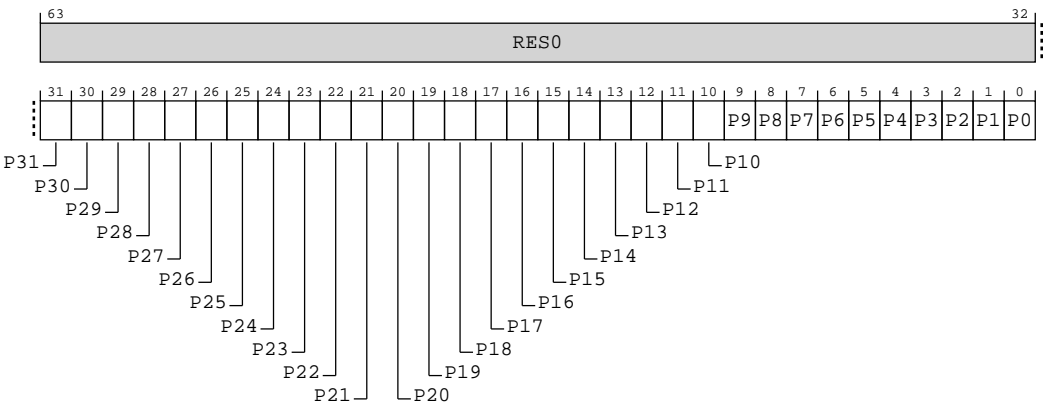 63 32
RES0
31 30 29 28 27 26 25 24 23 22 21 20 19 18 17 16 15 14 13 12 11 10 9 8 7 6 5 4 3 2 1 0
P9 P8 P7 P6 P5 P4 P3 P2 P1 P0
P31 P10
P30 P11
P29 P12
P28 P13
P27 P14
P26 P15
P25 P16
P24 P17
P23 P18
P22 P19
P21 P20